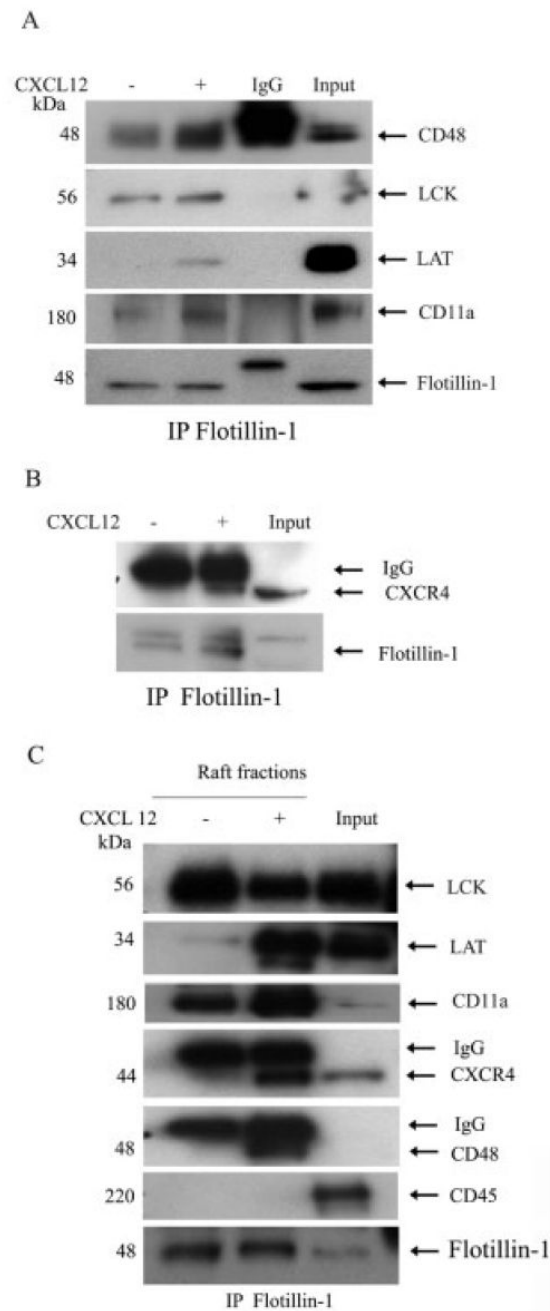 A
CXCL12 - + IgG Input
kDa
48 CD48
56 LCK
34 LAT
180 CD11a
48 Flotillin-1
IP Flotillin-1
B
CXCL12 - + Input
IgG
CXCR4
Flotillin-1
IP Flotillin-1
C
Raft fractions
CXCL 12 - + Input
kDa
56 LCK
34 LAT
180 CD11a
IgG
44 CXCR4
IgG
48 CD48
220 CD45
48 Flotillin-1
IP Flotillin-1